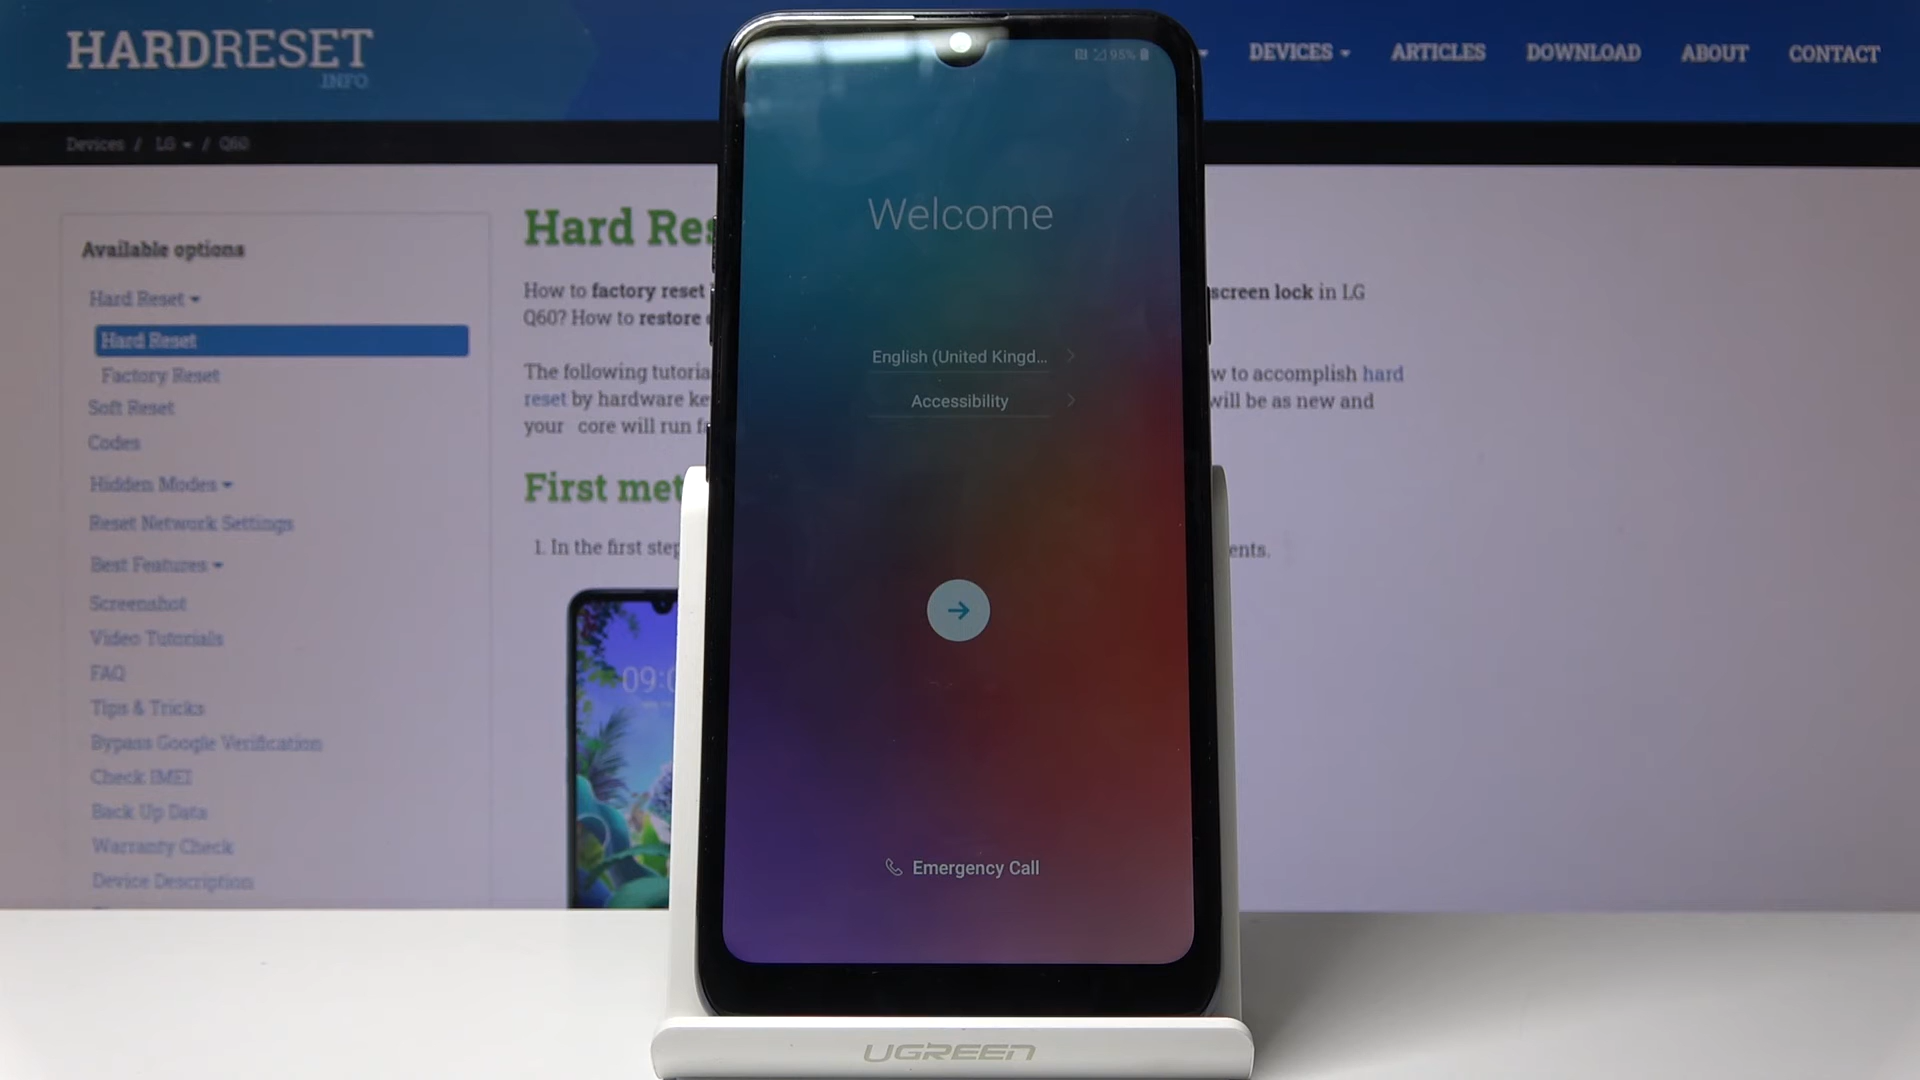 HARDRESET
.INFO
DEVICES
ARTICLES
DOWNLOAD
ABOUT
CONTACT
Devices / LG / Q60
Available options
Hard Reset
Hard Reset
Factory Reset
Soft Reset
Codes
Hidden Modes
Reset Network Settings
Best Features
Screenshot
Video Tutorials
FAQ
Tips & Tricks
Bypass Google Verification
Check IMEI
Back Up Data
Warranty Check
Device Description
Hard Res
How to factory reset screen lock in LG
Q60? How to restore
The following tutoria w to accomplish hard
reset by hardware ke will be as new and
your core will run fa
First met
1. In the first step ents.
09:0
95%
Welcome
English (United Kingd...
Accessibility
Emergency Call
UGREEN